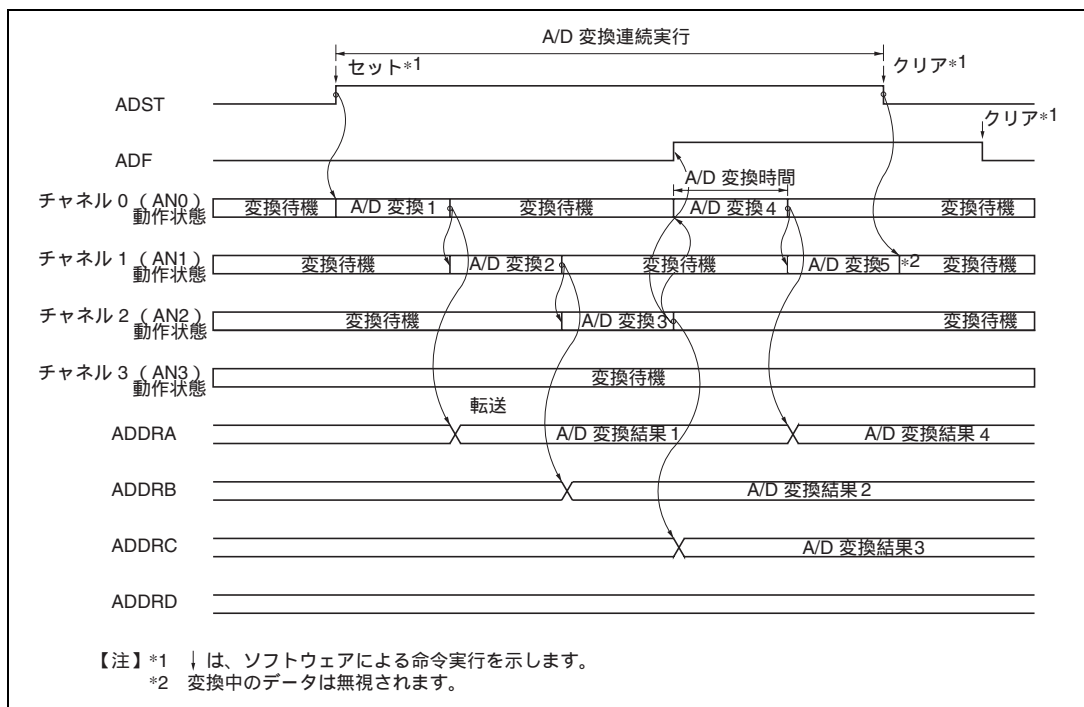 A/D 変換連続実行
セット*1
クリア*1
ADST
クリア*1
ADF
A/D 変換時間
チャネル 0 （AN0）
動作状態
変換待機 A/D 変換1 変換待機 A/D 変換4 変換待機
チャネル 1 （AN1）
動作状態
変換待機 A/D 変換2 変換待機 A/D 変換5 *2 変換待機
チャネル 2 （AN2）
動作状態
変換待機 A/D 変換3 変換待機
チャネル 3 （AN3）
動作状態
変換待機
転送
ADDRA A/D 変換結果1 A/D 変換結果4
ADDRB A/D 変換結果2
ADDRC A/D 変換結果3
ADDRD
【注】*1 ↓は、ソフトウェアによる命令実行を示します。
*2 変換中のデータは無視されます。